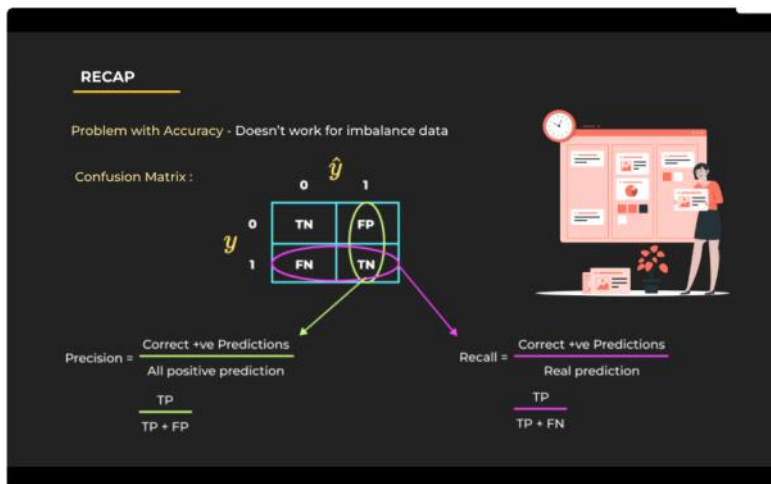 RECAP
Problem with Accuracy - Doesn't work for imbalance data
Confusion Matrix :
ŷ
0 1
y
0 TN FP
1 FN TN
Precision = Correct +ve Predictions
All positive prediction
TP
TP + FP
Recall = Correct +ve Predictions
Real prediction
TP
TP + FN